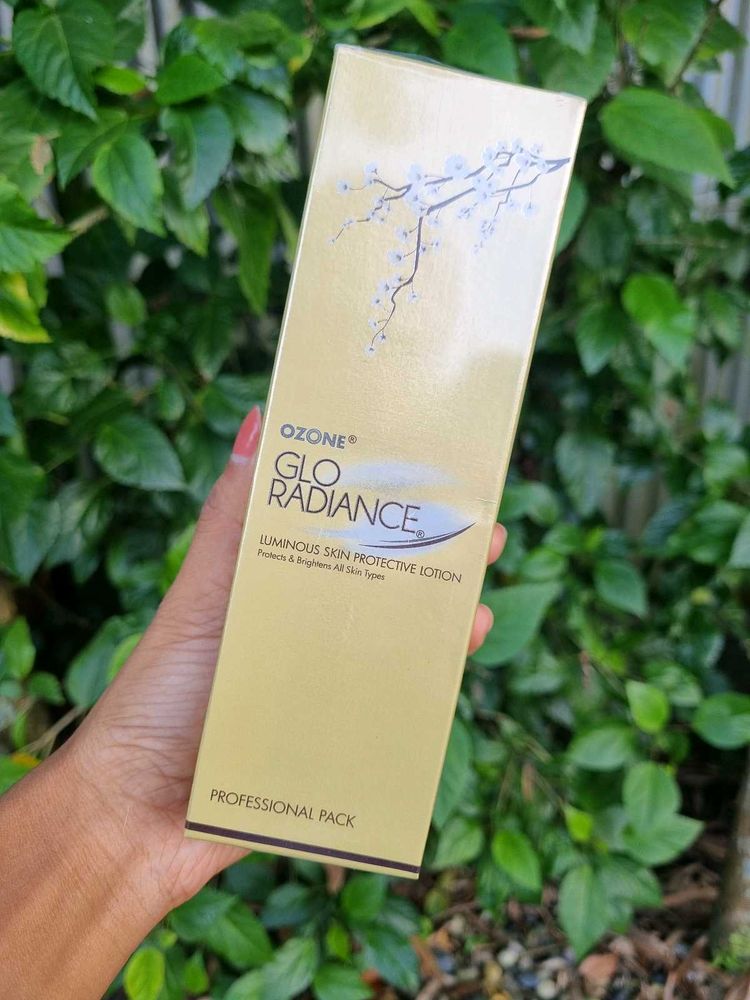 OZONE®
GLO
RADIANCE®
LUMINOUS SKIN PROTECTIVE LOTION
Protects & Brightens All Skin Types
PROFESSIONAL PACK